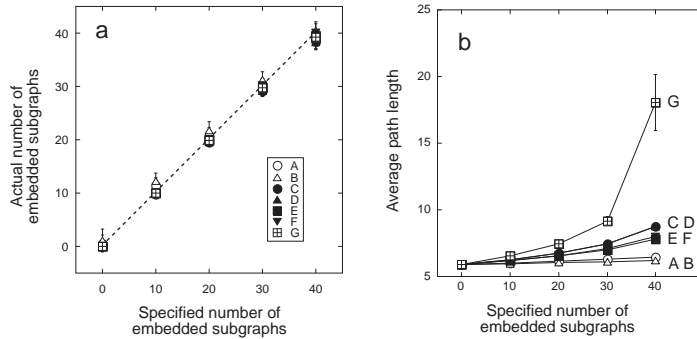 a
Actual number of
embedded subgraphs
40
30
20
10
0
A
B
C
D
E
F
G
0 10 20 30 40
Specified number of
embedded subgraphs
b
Average path length
25
20
15
10
5
G
C D
E F
A B
0 10 20 30 40
Specified number of
embedded subgraphs